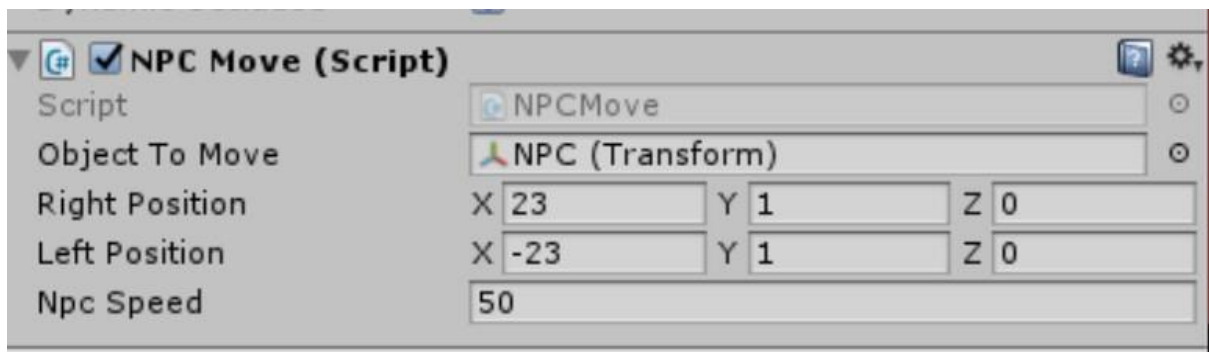 NPC Move (Script)
Script NPCMove
Object To Move NPC (Transform)
Right Position X 23 Y 1 Z 0
Left Position X -23 Y 1 Z 0
Npc Speed 50